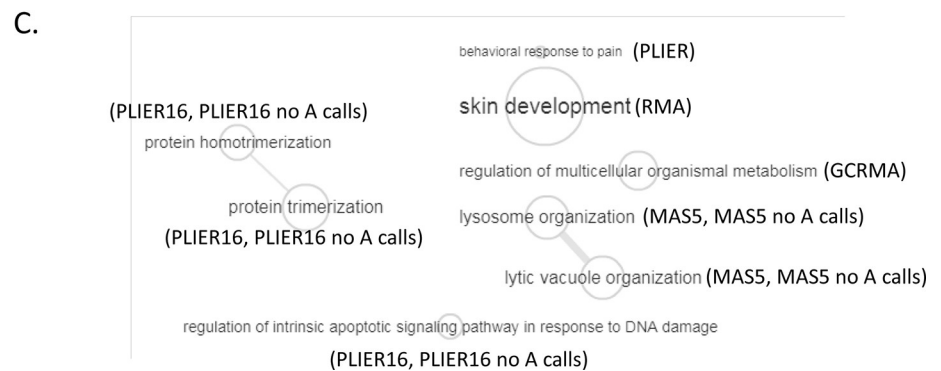 C.
behavioral response to pain (PLIER)
skin development (RMA)
(PLIER16, PLIER16 no A calls)
protein homotrimerization
regulation of multicellular organismal metabolism (GCRMA)
protein trimerization
(PLIER16, PLIER16 no A calls)
lysosome organization (MAS5, MAS5 no A calls)
lytic vacuole organization (MAS5, MAS5 no A calls)
regulation of intrinsic apoptotic signaling pathway in response to DNA damage
(PLIER16, PLIER16 no A calls)